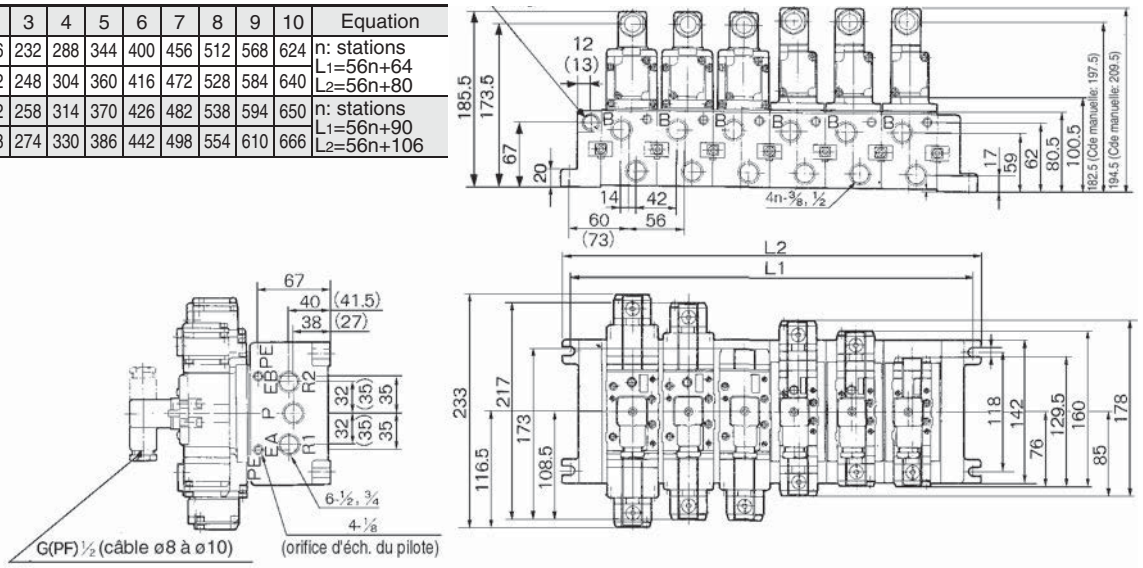 3 4 5 6 7 8 9 10 Equation
232 288 344 400 456 512 568 624 n: stations
L1=56n+64
248 304 360 416 472 528 584 640 L2=56n+80
258 314 370 426 482 538 594 650 n: stations
L1=56n+90
274 330 386 442 498 554 610 666 L2=56n+106
185.5
173.5
12
(13)
67
20
B B B B B B
14 42
60 56
(73)
4n-3/8, 1/2
17
59
62
80.5
100.5
182.5 (Cde manuelle: 197.5)
194.5 (Cde manuelle: 209.5)
L2
L1
67
40 (41.5)
38 (27)
PE
EB
R2
P
EA
R1
PE
32
(35)
35
32
(35)
35
6-1/2, 3/4
4-1/8
(orifice d'éch. du pilote)
G(PF)1/2 (câble ø8 à ø10)
233
217
173
116.5
108.5
118
142
129.5
160
178
76
85